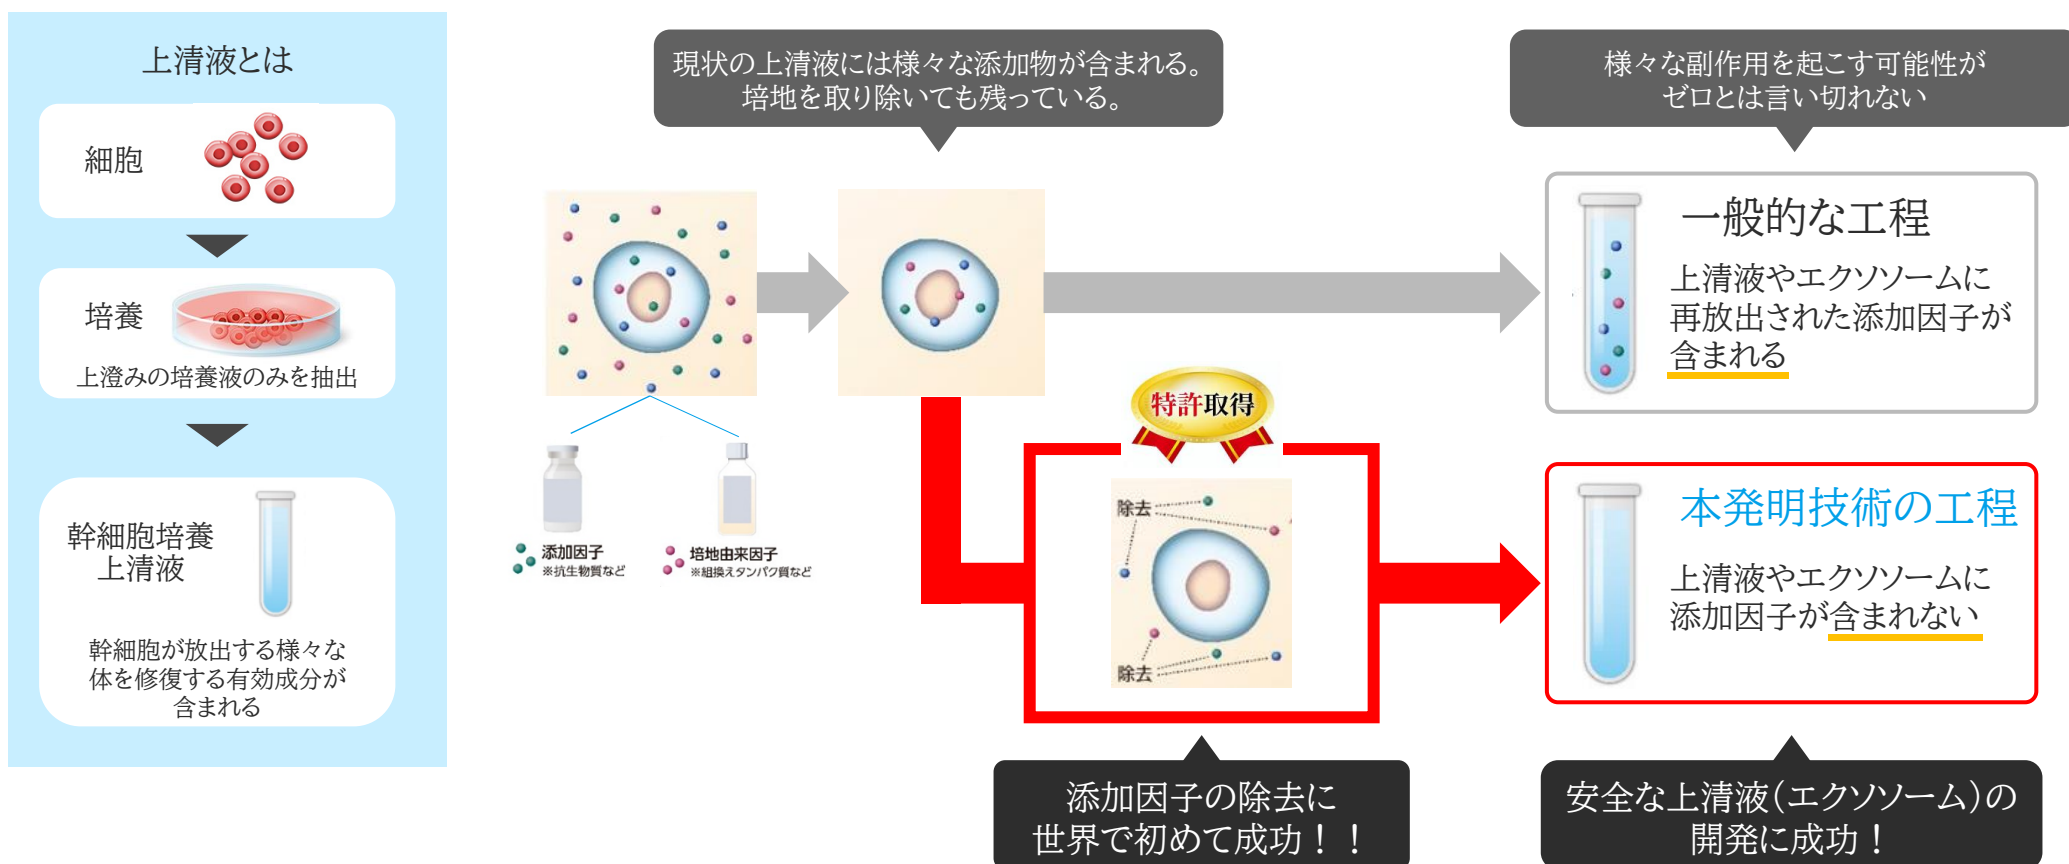 上清液とは
細胞
培養
上澄みの培養液のみを抽出
幹細胞培養
上清液
幹細胞が放出する様々な
体を修復する有効成分が
含まれる
現状の上清液には様々な添加物が含まれる。
培地を取り除いても残っている。
添加因子
※抗生物質など
培地由来因子
※組換えタンパク質など
特許取得
除去
除去
添加因子の除去に
世界で初めて成功！！
様々な副作用を起こす可能性が
ゼロとは言い切れない
一般的な工程
上清液やエクソソームに
再放出された添加因子が
含まれる
本発明技術の工程
上清液やエクソソームに
添加因子が含まれない
安全な上清液（エクソソーム）の
開発に成功！